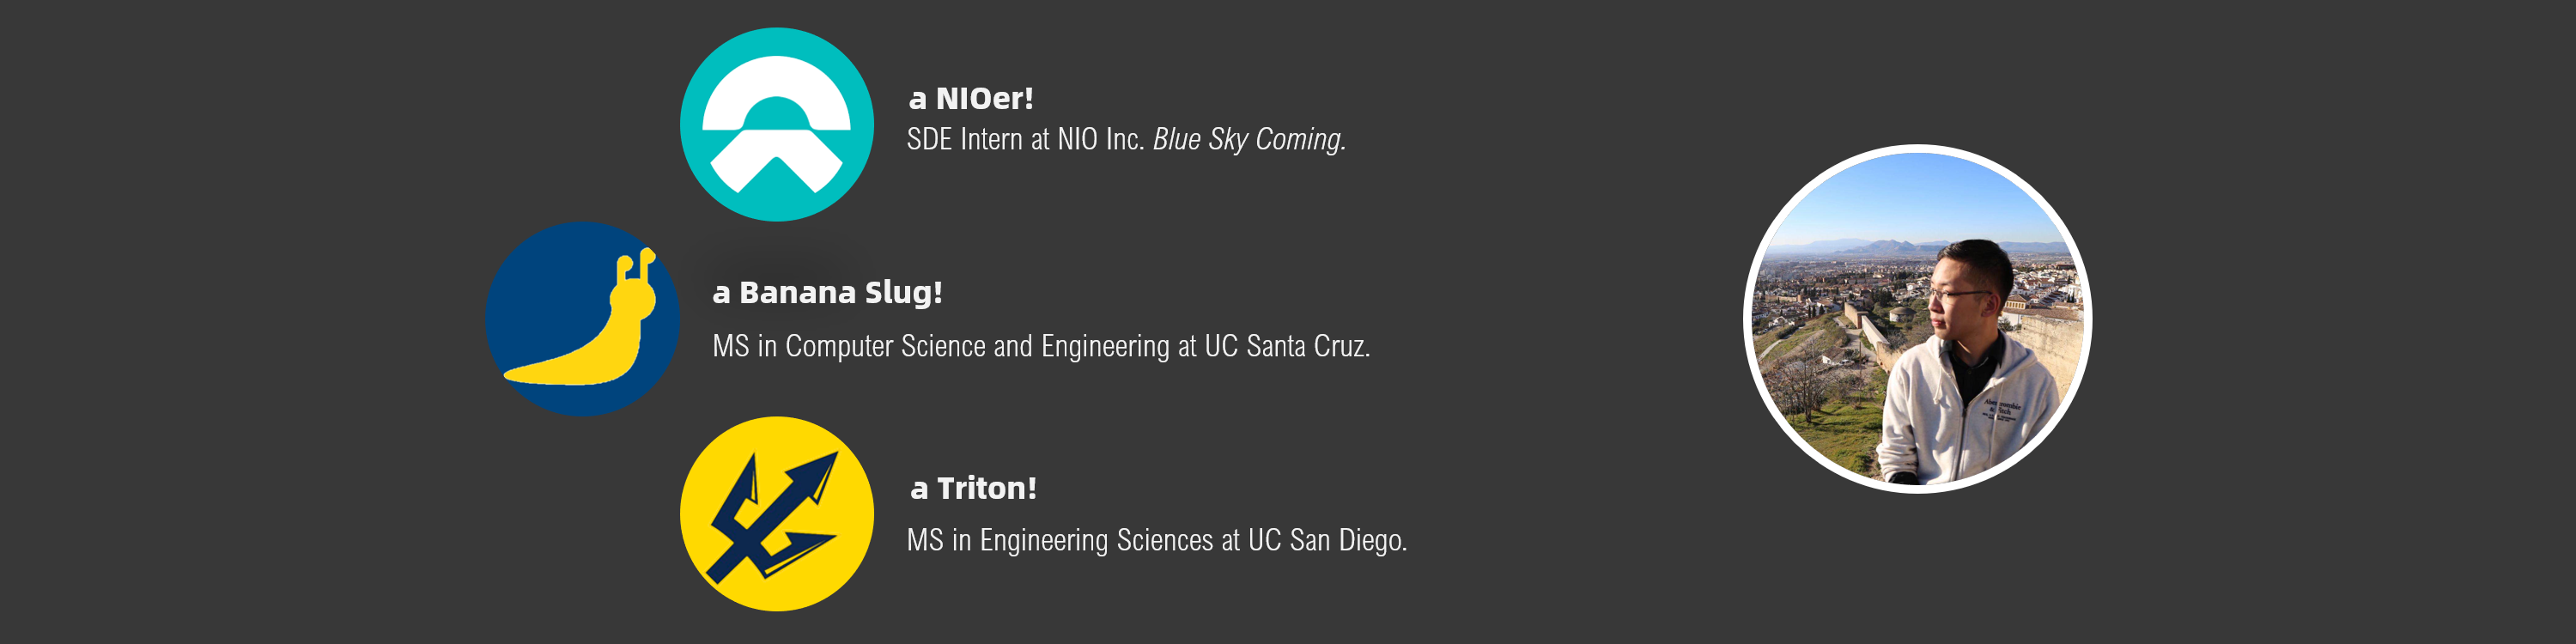 a NIOer!
SDE Intern at NIO Inc. Blue Sky Coming.
a Banana Slug!
MS in Computer Science and Engineering at UC Santa Cruz.
a Triton!
MS in Engineering Sciences at UC San Diego.